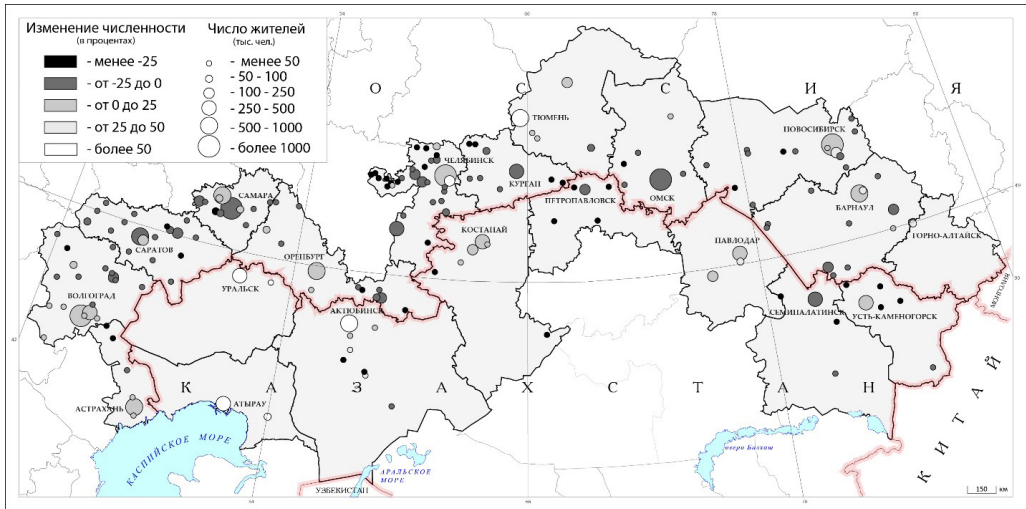 Изменение численности
(в процентах)
- менее -25
- от -25 до 0
- от 0 до 25
- от 25 до 50
- более 50
Число жителей
(тыс. чел.)
- менее 50
- 50 - 100
- 100 - 250
- 250 - 500
- 500 - 1000
- более 1000
О С С И Я
ТЮМЕНЬ
НОВОСИБИРСК
ЧЕЛЯБИНСК
КУРГАН
ПЕТРОПАВЛОВСК
ОМСК
БАРНАУЛ
САМАРА
КОСТАНАЙ
ПАВЛОДАР
ГОРНО-АЛТАЙСК
САРАТОВ
ОРЕНБУРГ
УРАЛЬСК
ВОЛГОГРАД
АКТЮБИНСК
СЕМИПАЛАТИНСК
УСТЬ-КАМЕНОГОРСК
МОНГОЛИЯ
К А З А Х С Т А Н
АСТРАХАНЬ
АТЫРАУ
КИТАЙ
КАСПИЙСКОЕ МОРЕ
АРАЛЬСКОЕ
МОРЕ
озеро Балхаш
УЗБЕКИСТАН
150 км